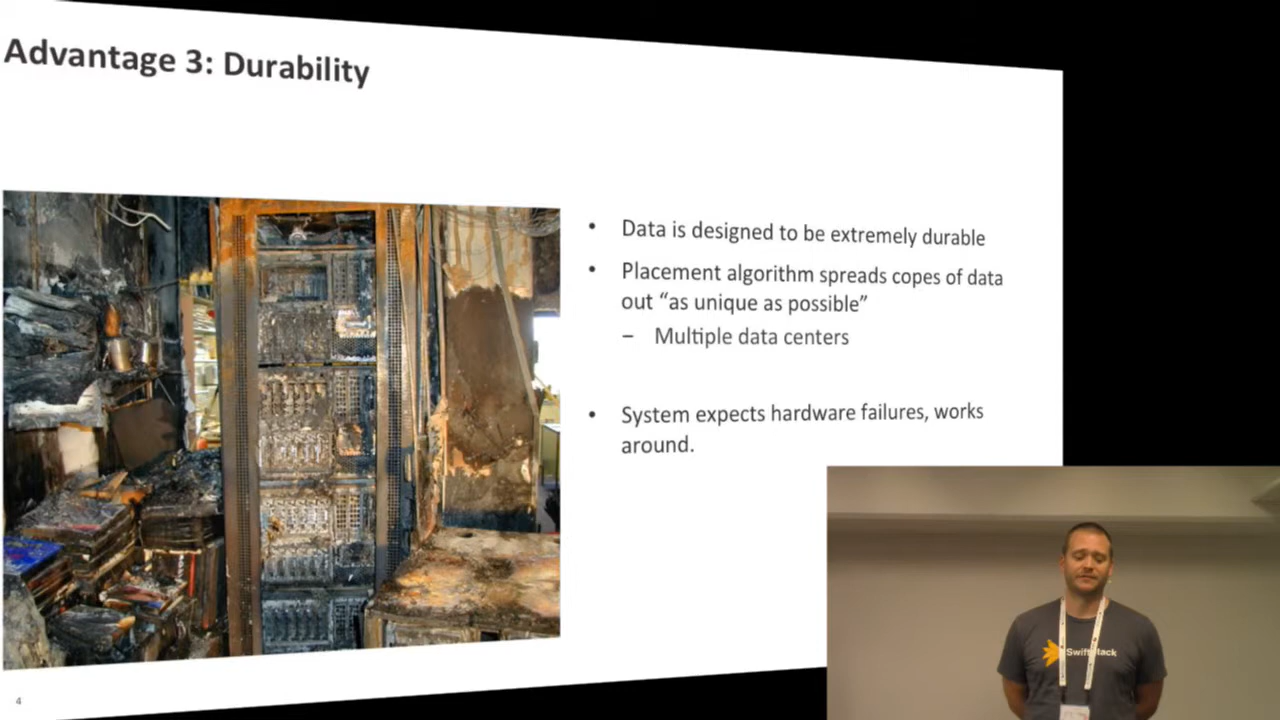 Advantage 3: Durability
• Data is designed to be extremely durable
• Placement algorithm spreads copes of data
out “as unique as possible”
– Multiple data centers
• System expects hardware failures, works
around.
4
SwiftStack